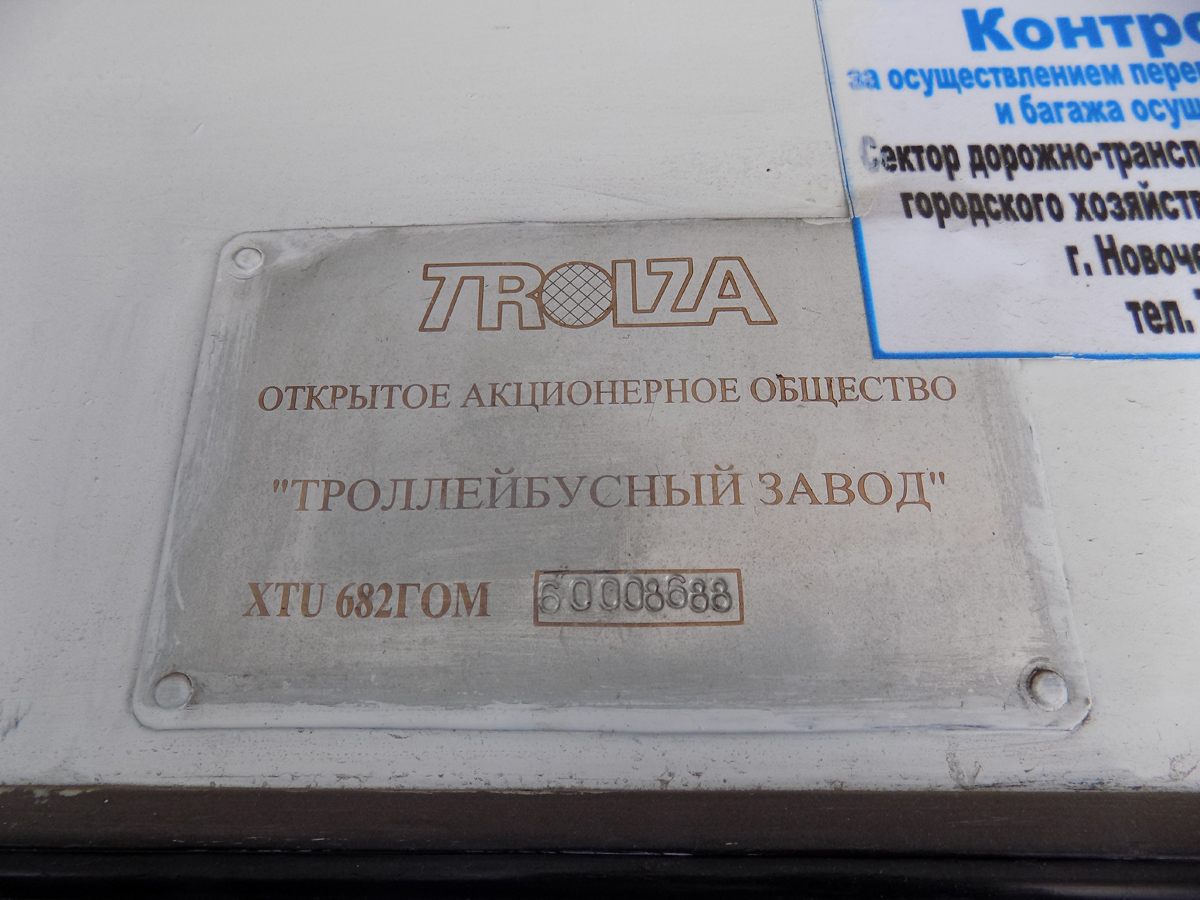 Контро
за осуществлением пере
и багажа осущ
Сектор дорожно-трансп
городского хозяйств
г. Новоче
тел.
TROLZA
ОТКРЫТОЕ АКЦИОНЕРНОЕ ОБЩЕСТВО
"ТРОЛЛЕЙБУСНЫЙ ЗАВОД"
XTU 682ГОМ 60008688